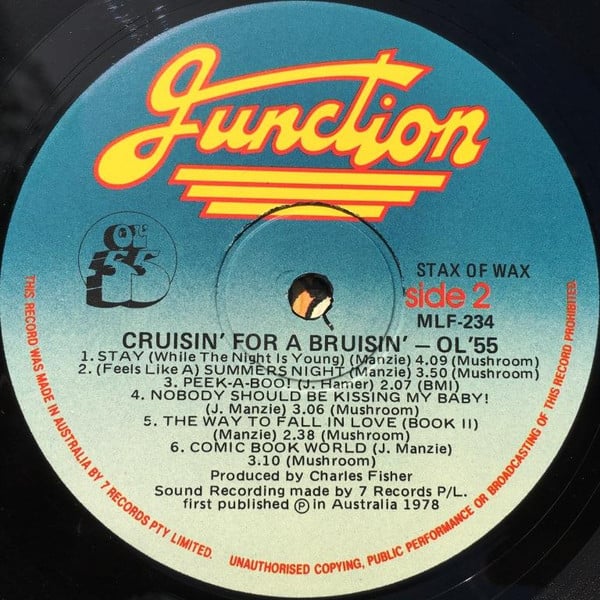 Junction
OL'
55
STAX OF WAX
side 2
MLF-234
CRUISIN' FOR A BRUISIN' – OL'55
1. STAY (While The Night Is Young) (Manzie) 4.09 (Mushroom)
2. (Feels Like A) SUMMERS NIGHT (Manzie) 3.50 (Mushroom)
3. PEEK-A-BOO! (J. Hamer) 2.07 (BMI)
4. NOBODY SHOULD BE KISSING MY BABY!
(J. Manzie) 3.06 (Mushroom)
5. THE WAY TO FALL IN LOVE (BOOK II)
(Manzie) 2.38 (Mushroom)
6. COMIC BOOK WORLD (J. Manzie)
3.10 (Mushroom)
Produced by Charles Fisher
Sound Recording made by 7 Records P/L.
first published Ⓟ in Australia 1978
THIS RECORD WAS MADE IN AUSTRALIA BY 7 RECORDS PTY LIMITED.
UNAUTHORISED COPYING, PUBLIC PERFORMANCE OR BROADCASTING OF THIS RECORD PROHIBITED.